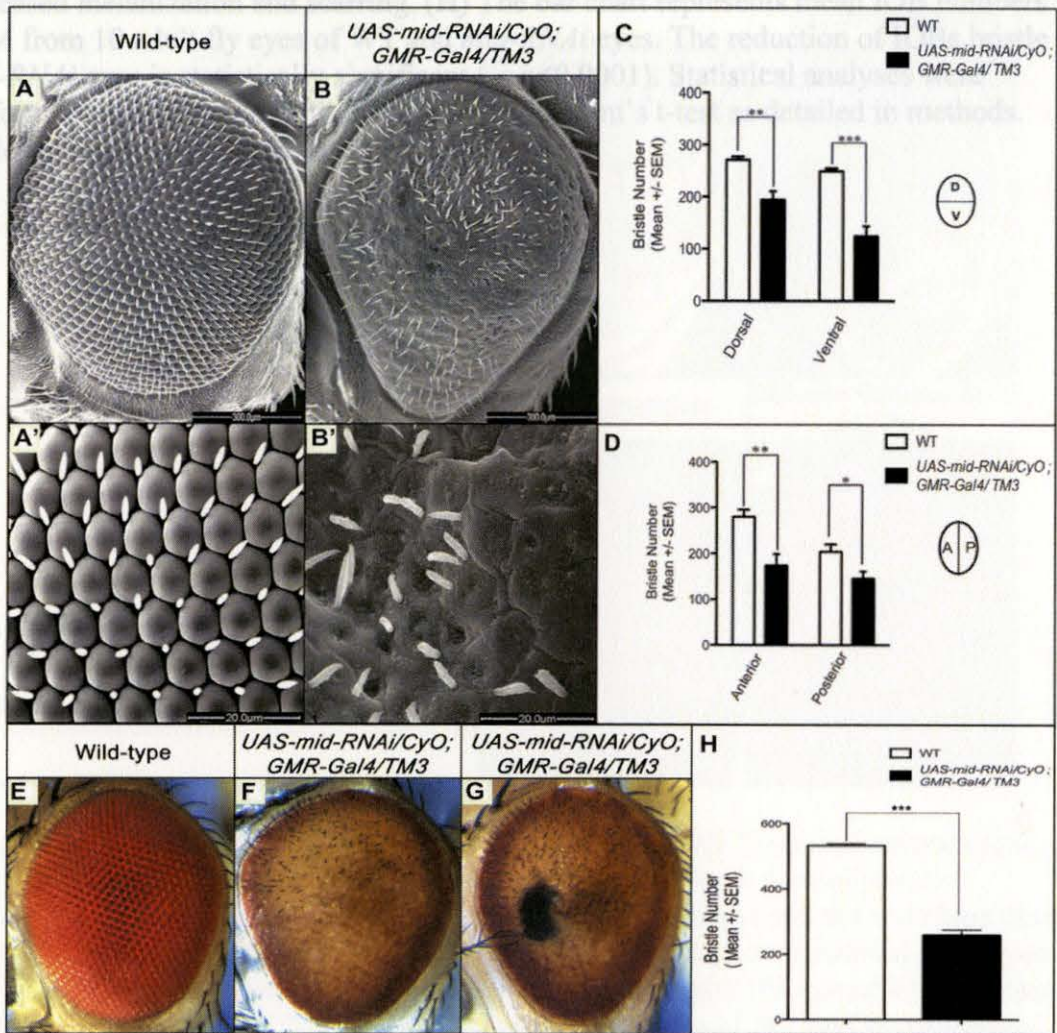 Wild-type
UAS-mid-RNAi/CyO;
GMR-Gal4/TM3
A
B
300.0µm
300.0µm
C
WT
UAS-mid-RNAi/CyO;
GMR-Gal4/TM3
Bristle Number
(Mean +/- SEM)
400
300
200
100
0
**
***
Dorsal
Ventral
D
V
A'
B'
20.0µm
20.0µm
D
WT
UAS-mid-RNAi/CyO;
GMR-Gal4/TM3
Bristle Number
(Mean +/- SEM)
400
300
200
100
0
**
*
Anterior
Posterior
A
P
Wild-type
UAS-mid-RNAi/CyO;
GMR-Gal4/TM3
UAS-mid-RNAi/CyO;
GMR-Gal4/TM3
E
F
G
H
WT
UAS-mid-RNAi/CyO;
GMR-Gal4/TM3
Bristle Number
( Mean +/- SEM)
600
400
200
0
***